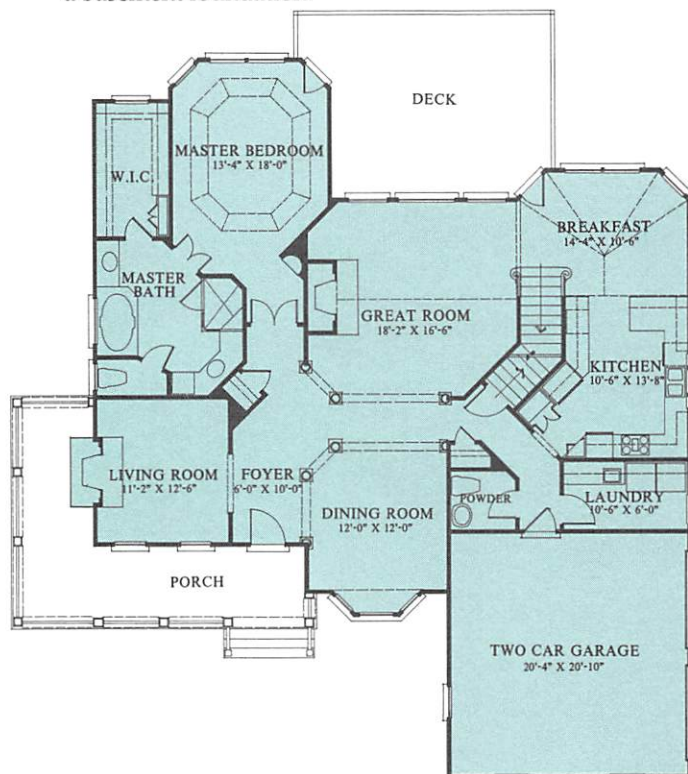 DECK
MASTER BEDROOM
13'-4" X 18'-0"
W.I.C.
BREAKFAST
14'-4" X 10'-6"
MASTER
BATH
GREAT ROOM
18'-2" X 16'-6"
KITCHEN
10'-6" X 13'-8"
LIVING ROOM
11'-2" X 12'-6"
FOYER
6'-0" X 10'-0"
DINING ROOM
12'-0" X 12'-0"
POWDER
LAUNDRY
10'-6" X 6'-0"
PORCH
TWO CAR GARAGE
20'-4" X 20'-10"